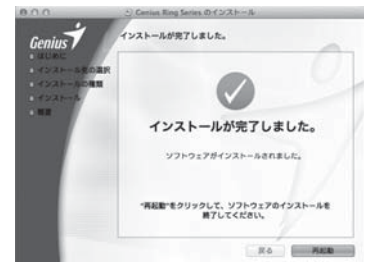 Genius Ring Series のインストール
インストールが完了しました。
Genius
はじめに
インストール先の選択
インストールの種類
インストール
概要
インストールが完了しました。
ソフトウェアがインストールされました。
"再起動"をクリックして、ソフトウェアのインストールを
終了してください。
戻る
再起動